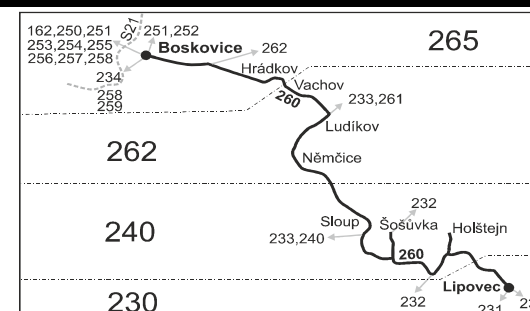 162,250,251
S21
251,252
265
253,254,255
Boskovice
262
256,257,258
Hrádkov
234
Vachov
258
260
233,261
259
Ludíkov
262
Němčice
232
240
Sloup
Šošůvka
Holštejn
233,240
260
Lipovec
230
232
231